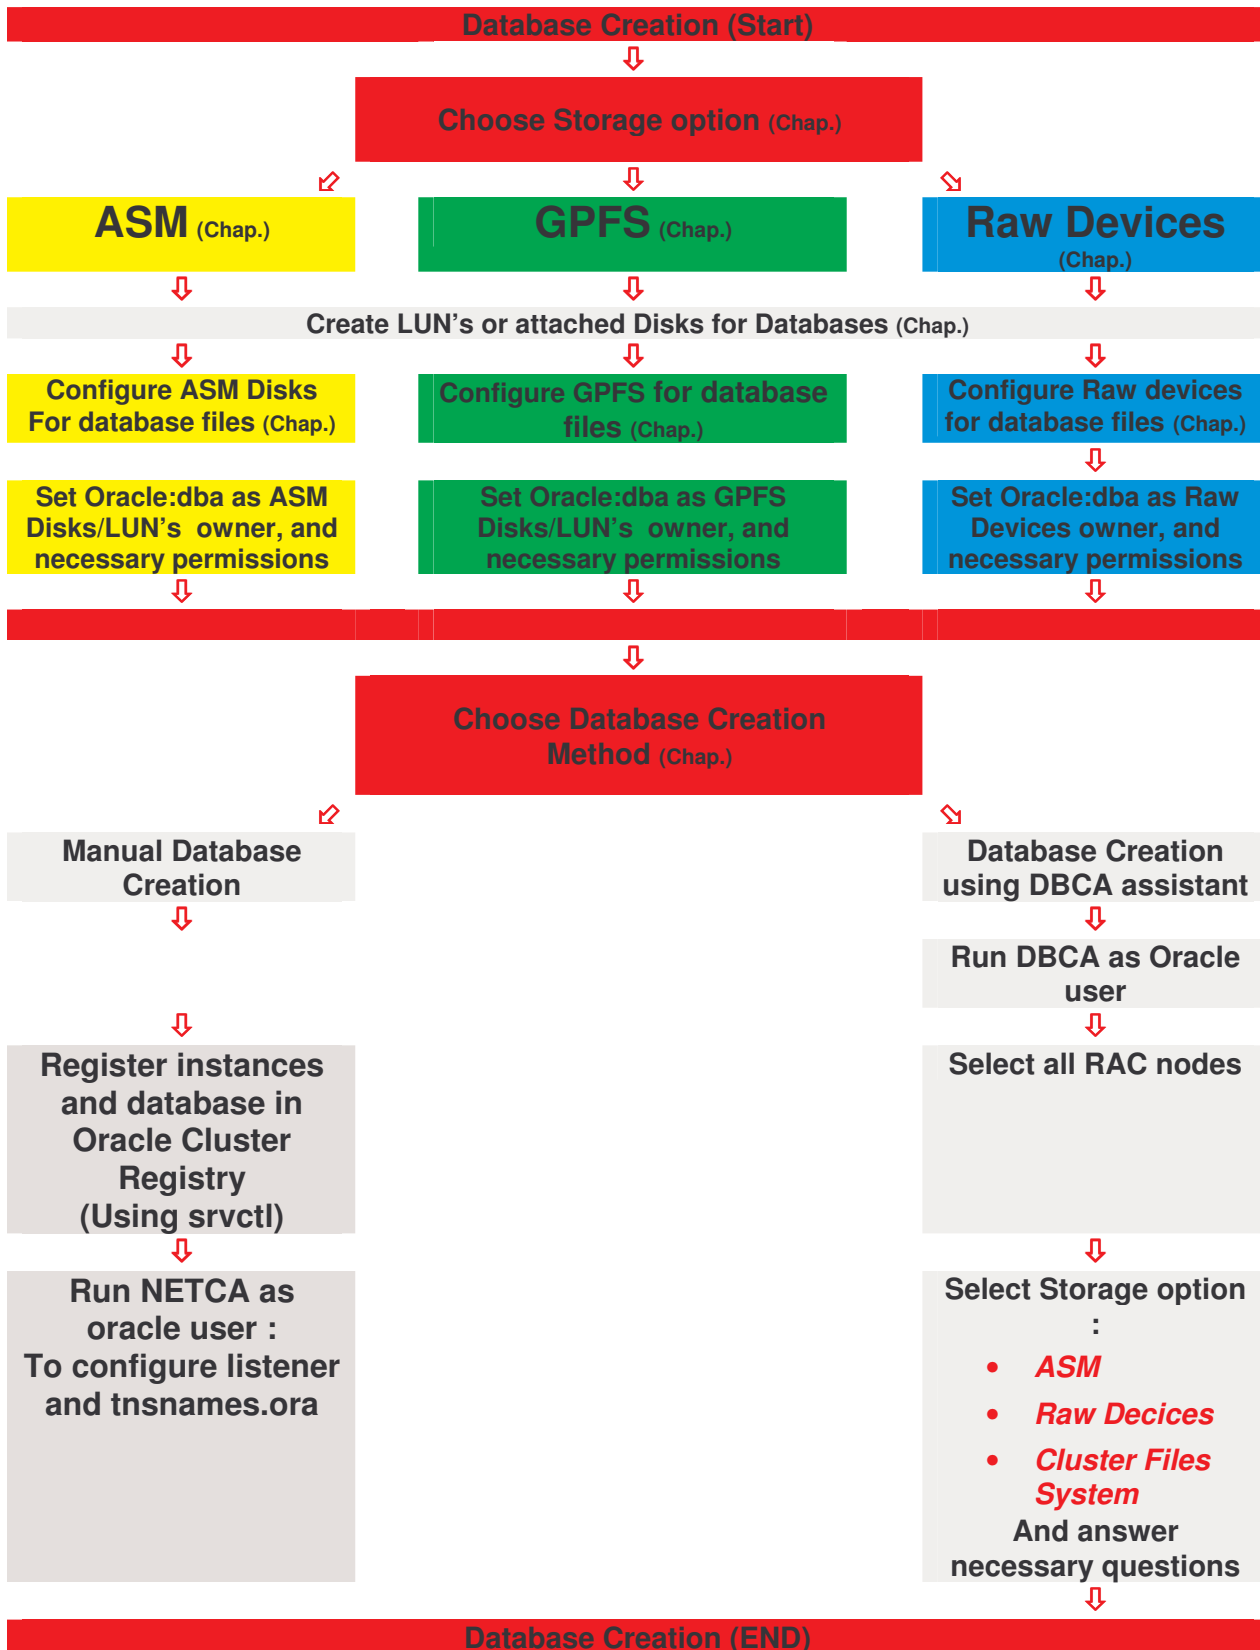 Database Creation (Start)
Choose Storage option (Chap.)
ASM (Chap.)
GPFS (Chap.)
Raw Devices
(Chap.)
Create LUN's or attached Disks for Databases (Chap.)
Configure ASM Disks
For database files (Chap.)
Configure GPFS for database
files (Chap.)
Configure Raw devices
for database files (Chap.)
Set Oracle:dba as ASM
Disks/LUN's owner, and
necessary permissions
Set Oracle:dba as GPFS
Disks/LUN's owner, and
necessary permissions
Set Oracle:dba as Raw
Devices owner, and
necessary permissions
Choose Database Creation
Method (Chap.)
Manual Database
Creation
Database Creation
using DBCA assistant
Run DBCA as Oracle
user
Register instances
and database in
Oracle Cluster
Registry
(Using srvctl)
Select all RAC nodes
Run NETCA as
oracle user :
To configure listener
and tnsnames.ora
Select Storage option
:
• ASM
• Raw Decices
• Cluster Files
System
And answer
necessary questions
Database Creation (END)